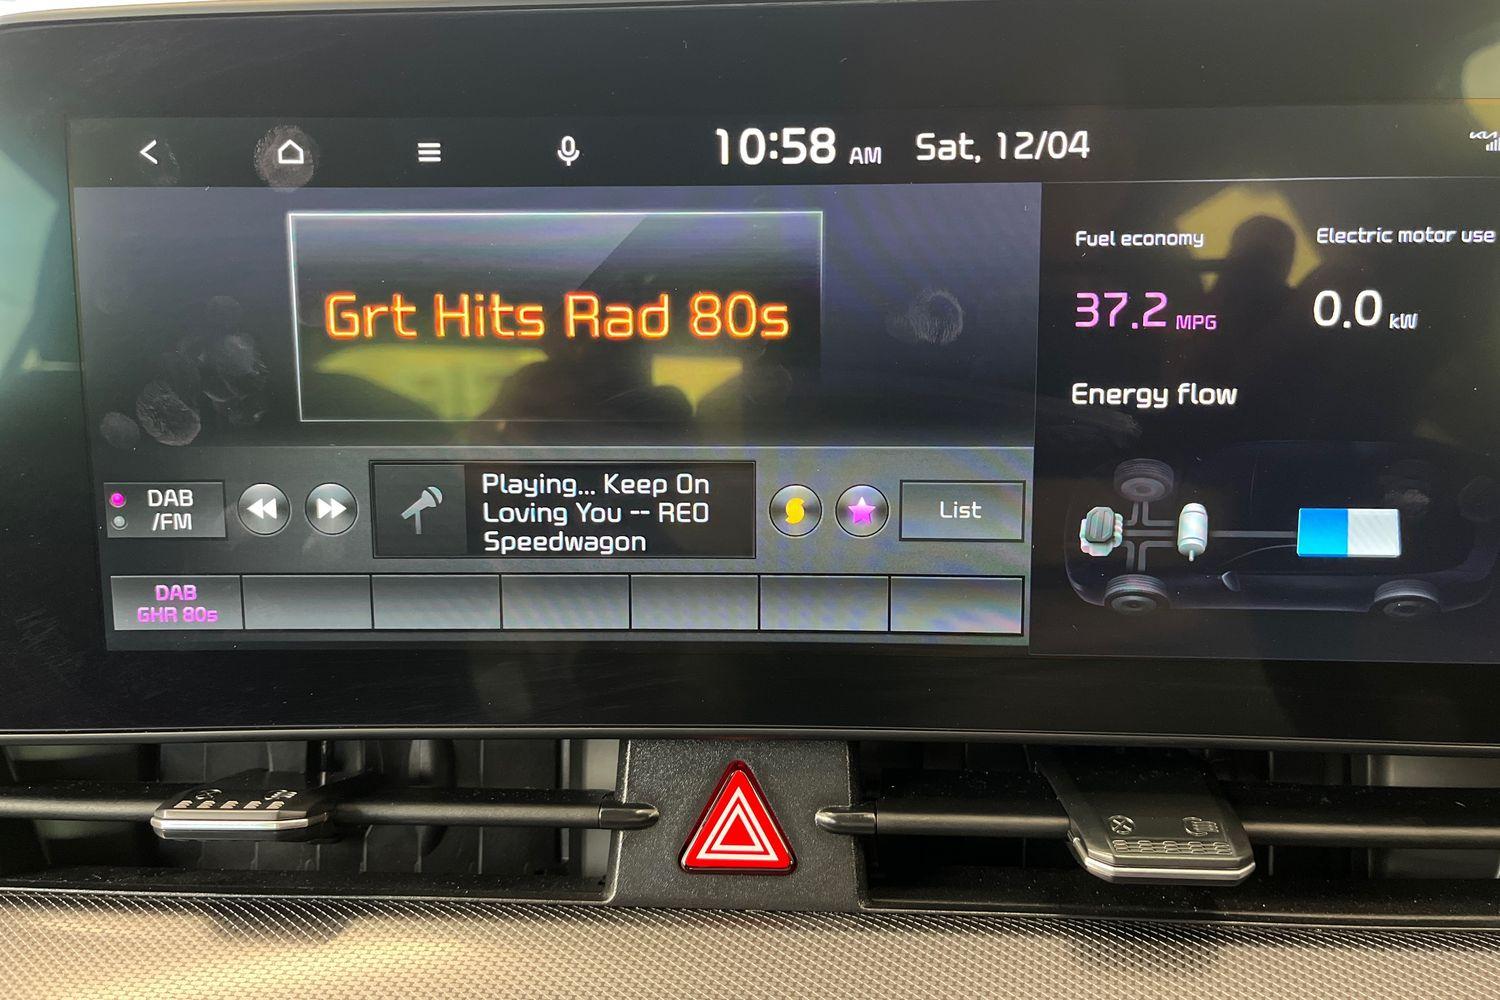 10:58 AM Sat, 12/04
Grt Hits Rad 80s
DAB
/FM
Playing... Keep On
Loving You -- REO
Speedwagon
List
DAB
GHR 80s
Fuel economy
37.2 MPG
Electric motor use
0.0 kW
Energy flow